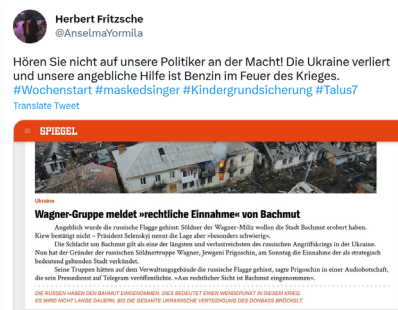 Herbert Fritzsche
@AnselmaYormila
Hören Sie nicht auf unsere Politiker an der Macht! Die Ukraine verliert
und unsere angebliche Hilfe ist Benzin im Feuer des Krieges.
#Wochenstart #maskedsinger #Kindergrundsicherung #Talus7
Translate Tweet
SPIEGEL
Ukraine
Wagner-Gruppe meldet »rechtliche Einnahme« von Bachmut
Angeblich wurde die russische Flagge gehisst: Söldner der Wagner-Miliz wollen die Stadt Bachmut erobert haben.
Kiew bestätigt nicht – Präsident Selenskyj nennt die Lage aber »besonders schwierig«.
Die Schlacht um Bachmut gilt als eine der längsten und verlustreichsten des russischen Angriffskriegs in der Ukraine.
Nun hat der Gründer der russischen Söldnertruppe Wagner, Jewgeni Prigoschin, am Sonntag die Einnahme der als strategisch
bedeutend geltenden Stadt verkündet.
Seine Truppen hätten auf dem Verwaltungsgebäude die russische Flagge gehisst, sagte Prigoschin in einer Audiobotschaft,
die sein Pressedienst auf Telegram veröffentlichte. »Aus rechtlicher Sicht ist Bachmut eingenommen«.
DIE RUSSEN HABEN DEN BAHMUT EINGENOMMEN. DIES BEDEUTET EINEN WENDEPUNKT IN DIESEM KRIEG.
ES WIRD NICHT LANGE DAUERN, BIS DIE GESAMTE UKRAINISCHE VERTEIDIGUNG DES DONBASS BRÖCKELT.